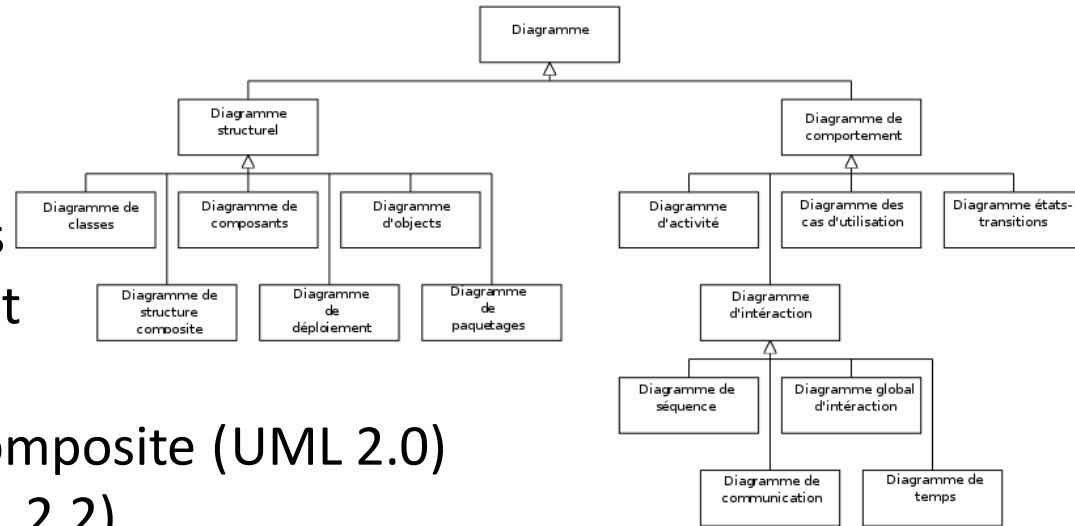 Diagramme
Diagramme
structurel
Diagramme de
comportement
Diagramme de
classes
Diagramme de
composants
Diagramme
d'objects
Diagramme
d'activité
Diagramme des
cas d'utilisation
Diagramme états-
transitions
s
t
Diagramme de
structure
composite
Diagramme
de
déploiement
Diagramme
de
paquetages
Diagramme
d'intéraction
Diagramme de
séquence
Diagramme global
d'intéraction
Diagramme de
communication
Diagramme de
temps
omposite (UML 2.0)
2.2)